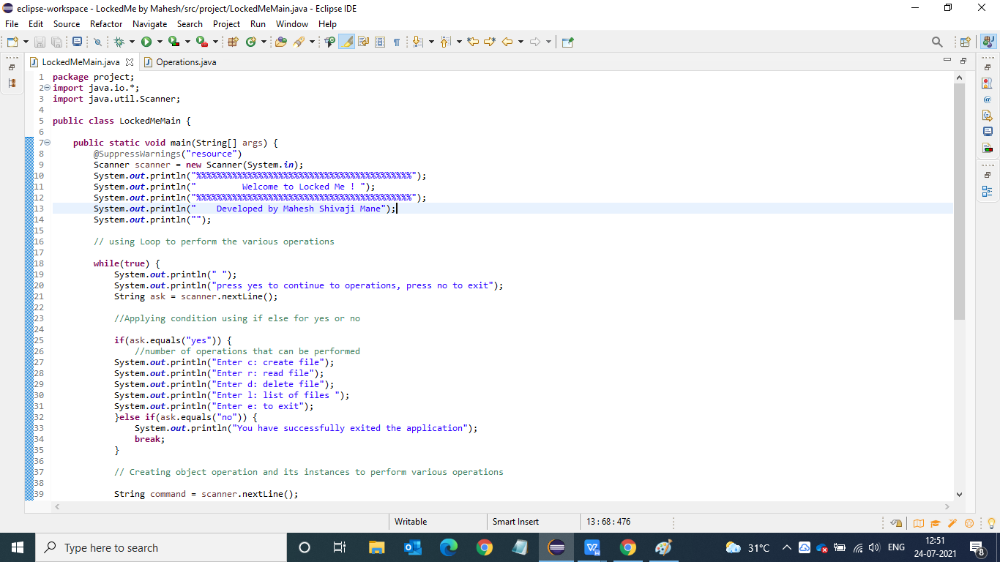 eclipse-workspace - LockedMe by Mahesh/src/project/LockedMeMain.java - Eclipse IDE
File Edit Source Refactor Navigate Search Project Run Window Help
LockedMeMain.java Operations.java
1 package project;
2 import java.io.*;
3 import java.util.Scanner;
4
5 public class LockedMeMain {
6
7 public static void main(String[] args) {
8 @SuppressWarnings("resource")
9 Scanner scanner = new Scanner(System.in);
10 System.out.println("%%%%%%%%%%%%%%%%%%%%%%%%%%%%%%%%%%%%%%%%%%");
11 System.out.println("         Welcome to Locked Me ! ");
12 System.out.println("%%%%%%%%%%%%%%%%%%%%%%%%%%%%%%%%%%%%%%%%%%");
13 System.out.println("    Developed by Mahesh Shivaji Mane");
14 System.out.println("");
15
16 // using Loop to perform the various operations
17
18 while(true) {
19 System.out.println(" ");
20 System.out.println("press yes to continue to operations, press no to exit");
21 String ask = scanner.nextLine();
22
23 //Applying condition using if else for yes or no
24
25 if(ask.equals("yes")) {
26 //number of operations that can be performed
27 System.out.println("Enter c: create file");
28 System.out.println("Enter r: read file");
29 System.out.println("Enter d: delete file");
30 System.out.println("Enter l: list of files ");
31 System.out.println("Enter e: to exit");
32 }else if(ask.equals("no")) {
33 System.out.println("You have successfully exited the application");
34 break;
35 }
36
37 // Creating object operation and its instances to perform various operations
38
39 String command = scanner.nextLine();
Writable Smart Insert 13 : 68 : 476
Type here to search 31°C ENG 12:51
24-07-2021 8